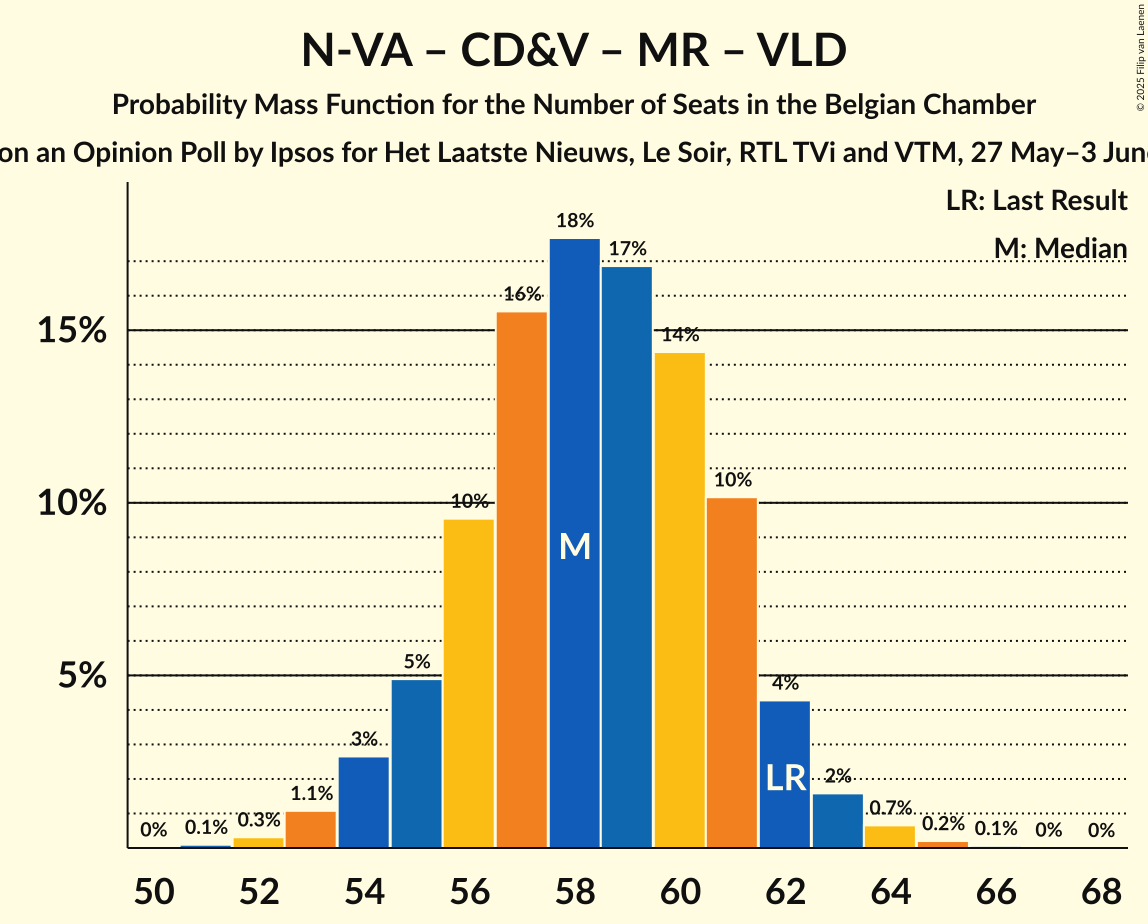 N-VA – CD&V – MR – VLD
Probability Mass Function for the Number of Seats in the Belgian Chamber
on an Opinion Poll by Ipsos for Het Laatste Nieuws, Le Soir, RTL TVi and VTM, 27 May–3 June
© 2025 Filip van Laenen
LR: Last Result
M: Median
18%
17%
16%
15%
14%
10%
10%
10%
M
5%
5%
4%
3%
LR
2%
1.1%
0.7%
0.3%
0.2%
0% 0.1% 0.1% 0% 0%
50 52 54 56 58 60 62 64 66 68